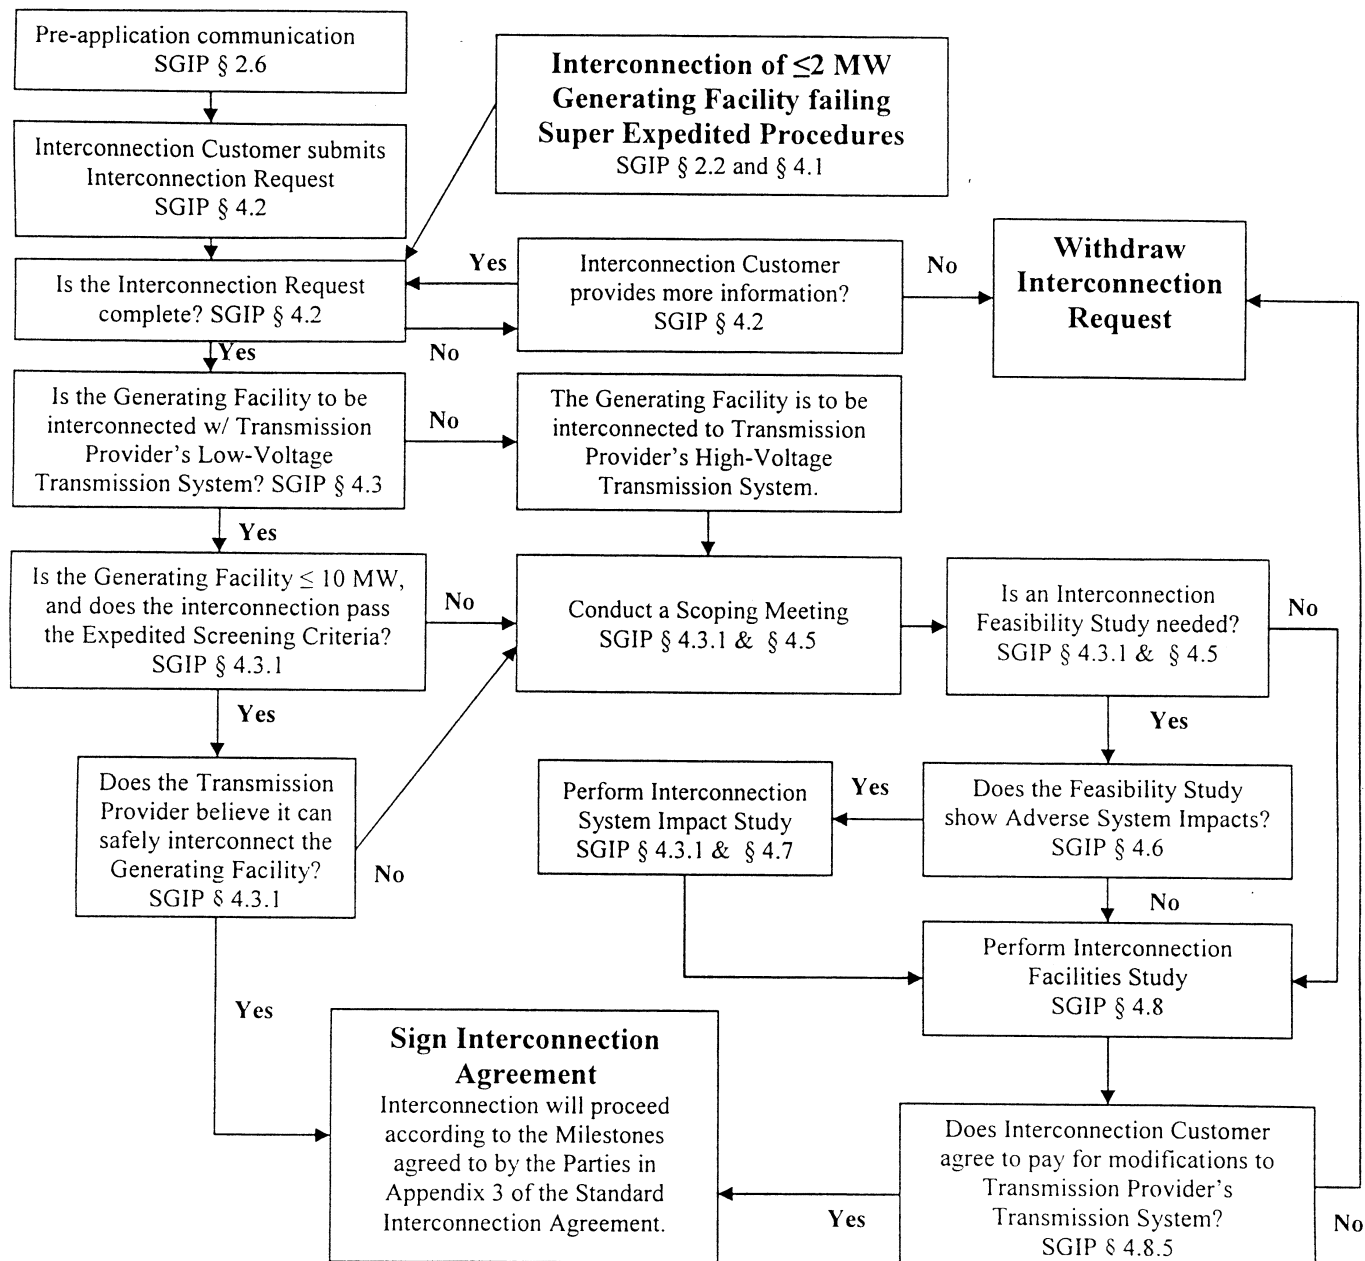 Pre-application communication
SGIP § 2.6
Interconnection of ≤2 MW
Generating Facility failing
Super Expedited Procedures
SGIP § 2.2 and § 4.1
Interconnection Customer submits
Interconnection Request
SGIP § 4.2
Is the Interconnection Request
complete? SGIP § 4.2
Yes
No
Yes
Interconnection Customer
provides more information?
SGIP § 4.2
No
Withdraw
Interconnection
Request
Is the Generating Facility to be
interconnected w/ Transmission
Provider's Low-Voltage
Transmission System? SGIP § 4.3
No
The Generating Facility is to be
interconnected to Transmission
Provider's High-Voltage
Transmission System.
Yes
Is the Generating Facility ≤ 10 MW,
and does the interconnection pass
the Expedited Screening Criteria?
SGIP § 4.3.1
No
Conduct a Scoping Meeting
SGIP § 4.3.1 & § 4.5
Is an Interconnection
Feasibility Study needed?
SGIP § 4.3.1 & § 4.5
No
Yes
Yes
Does the Transmission
Provider believe it can
safely interconnect the
Generating Facility?
SGIP § 4.3.1
No
Perform Interconnection
System Impact Study
SGIP § 4.3.1 & § 4.7
Yes
Does the Feasibility Study
show Adverse System Impacts?
SGIP § 4.6
No
Perform Interconnection
Facilities Study
SGIP § 4.8
Yes
Sign Interconnection
Agreement
Interconnection will proceed
according to the Milestones
agreed to by the Parties in
Appendix 3 of the Standard
Interconnection Agreement.
Yes
Does Interconnection Customer
agree to pay for modifications to
Transmission Provider's
Transmission System?
SGIP § 4.8.5
No